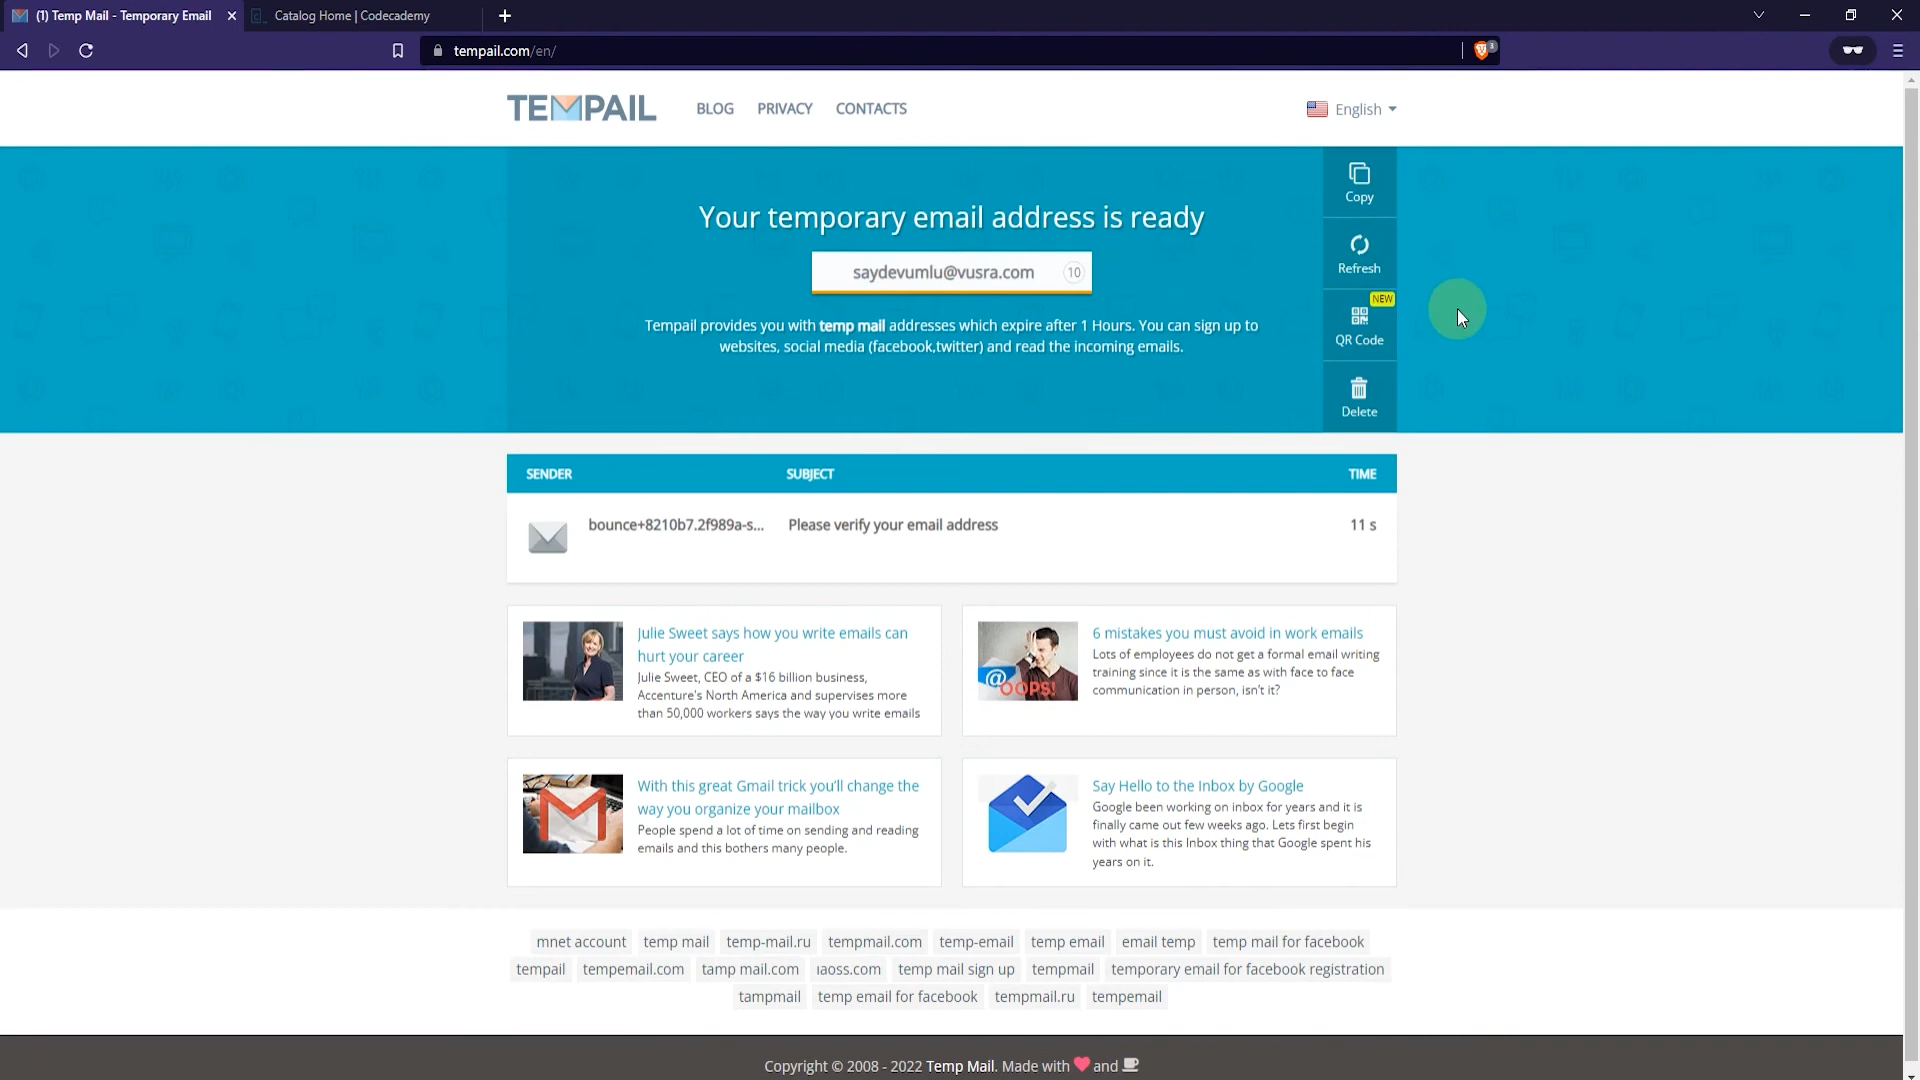 (1) Temp Mail - Temporary Email
Catalog Home | Codecademy
tempail.com/en/
3
TEMPAIL
BLOG
PRIVACY
CONTACTS
English
Your temporary email address is ready
saydevumlu@vusra.com
10
Tempail provides you with temp mail addresses which expire after 1 Hours. You can sign up to
websites, social media (facebook,twitter) and read the incoming emails.
Copy
Refresh
NEW
QR Code
Delete
SENDER SUBJECT TIME
bounce+8210b7.2f989a-s... Please verify your email address 11 s
Julie Sweet says how you write emails can
hurt your career
Julie Sweet, CEO of a $16 billion business,
Accenture's North America and supervises more
than 50,000 workers says the way you write emails
@
OOPS!
6 mistakes you must avoid in work emails
Lots of employees do not get a formal email writing
training since it is the same as with face to face
communication in person, isn't it?
With this great Gmail trick you'll change the
way you organize your mailbox
People spend a lot of time on sending and reading
emails and this bothers many people.
Say Hello to the Inbox by Google
Google been working on inbox for years and it is
finally came out few weeks ago. Lets first begin
with what is this Inbox thing that Google spent his
years on it.
mnet account temp mail temp-mail.ru tempmail.com temp-email temp email email temp temp mail for facebook
tempail tempemail.com tamp mail.com ıaoss.com temp mail sign up tempmail temporary email for facebook registration
tampmail temp email for facebook tempmail.ru tempemail
Copyright © 2008 - 2022 Temp Mail. Made with ❤ and